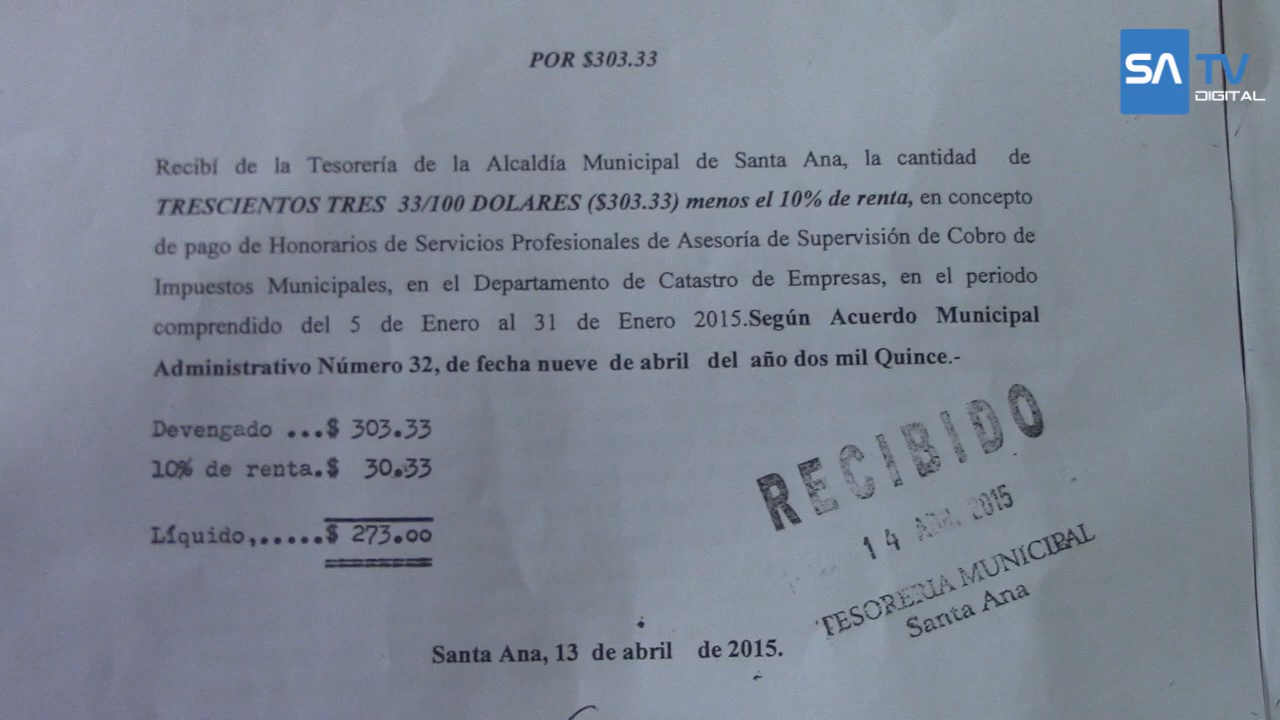 POR $303.33
SA TV
DIGITAL
Recibí de la Tesorería de la Alcaldía Municipal de Santa Ana, la cantidad de
TRESCIENTOS TRES 33/100 DOLARES ($303.33) menos el 10% de renta, en concepto
de pago de Honorarios de Servicios Profesionales de Asesoría de Supervisión de Cobro de
Impuestos Municipales, en el Departamento de Catastro de Empresas, en el periodo
comprendido del 5 de Enero al 31 de Enero 2015.Según Acuerdo Municipal
Administrativo Número 32, de fecha nueve de abril del año dos mil Quince.-
Devengado ...$ 303.33
10% de renta.$ 30.33
Líquido,.....$ 273.00
RECIBIDO
14 ABR. 2015
TESORERIA MUNICIPAL
Santa Ana
Santa Ana, 13 de abril de 2015.